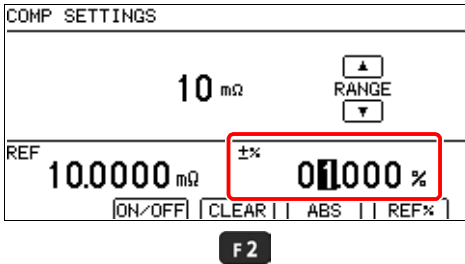 COMP SETTINGS
10 mΩ
▲
RANGE
▼
REF 10.0000 mΩ ±% 01.000 %
ON/OFF CLEAR ABS REF%
F2